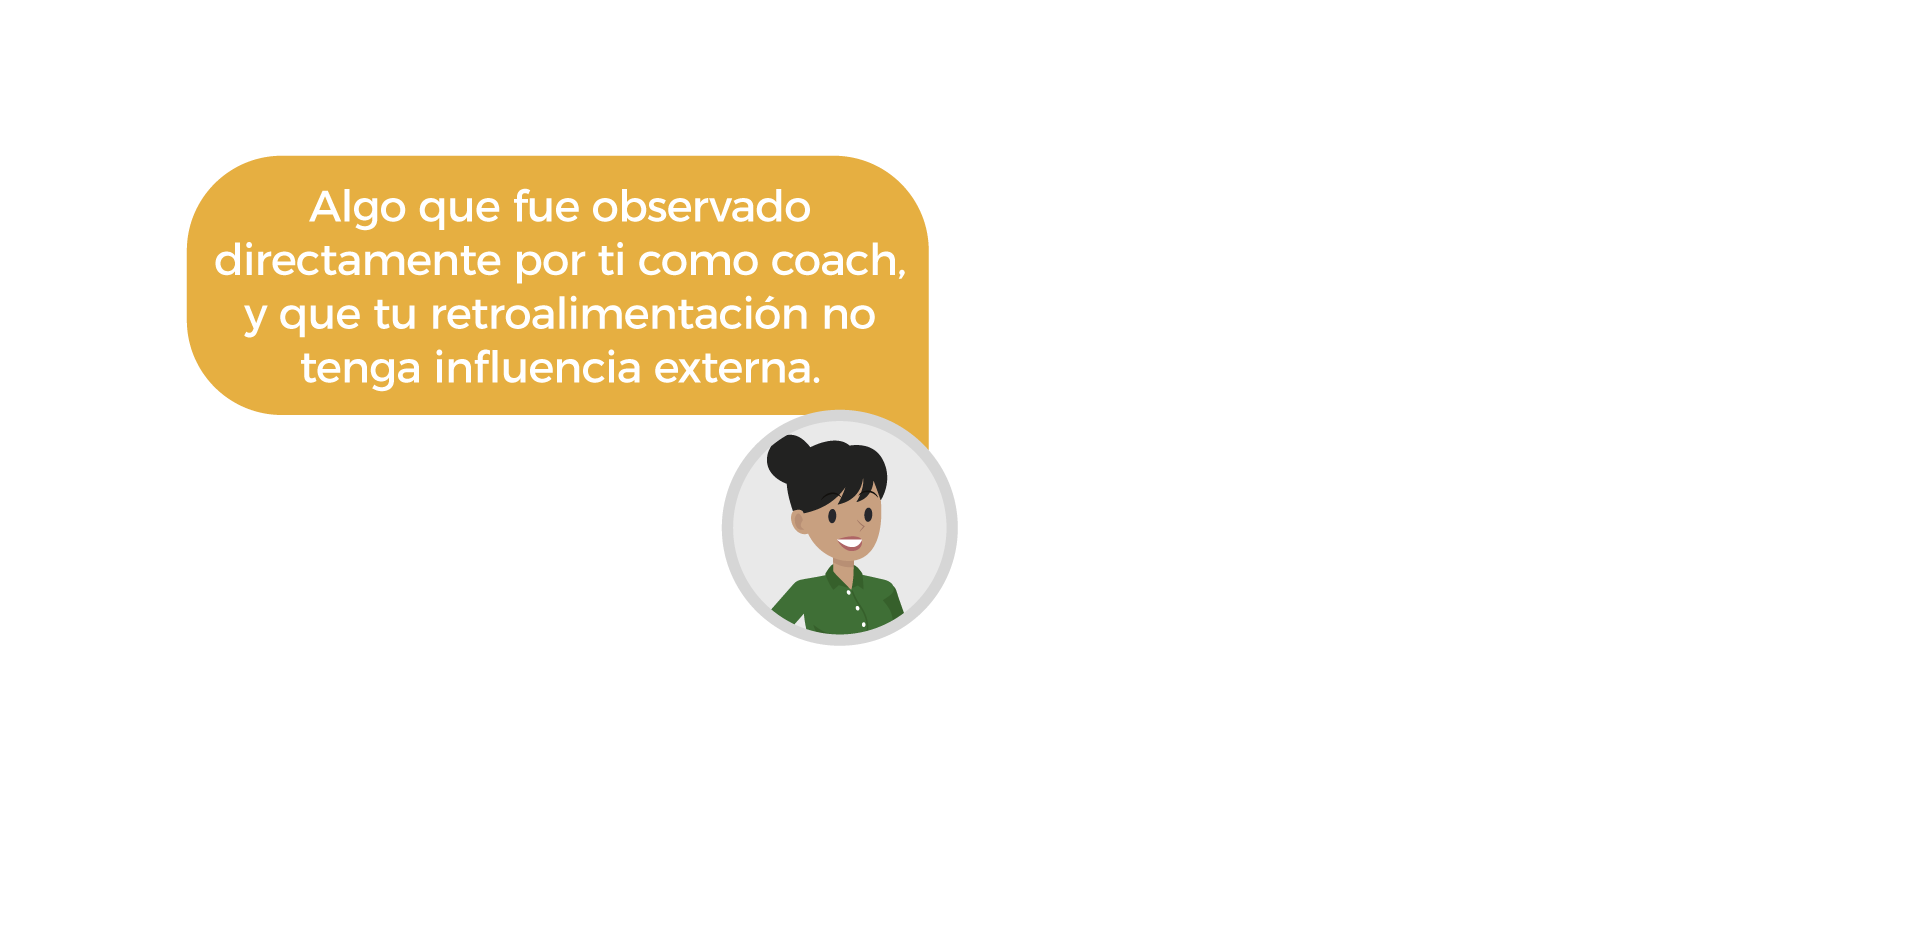 Algo que fue observado
directamente por ti como coach,
y que tu retroalimentación no
tenga influencia externa.